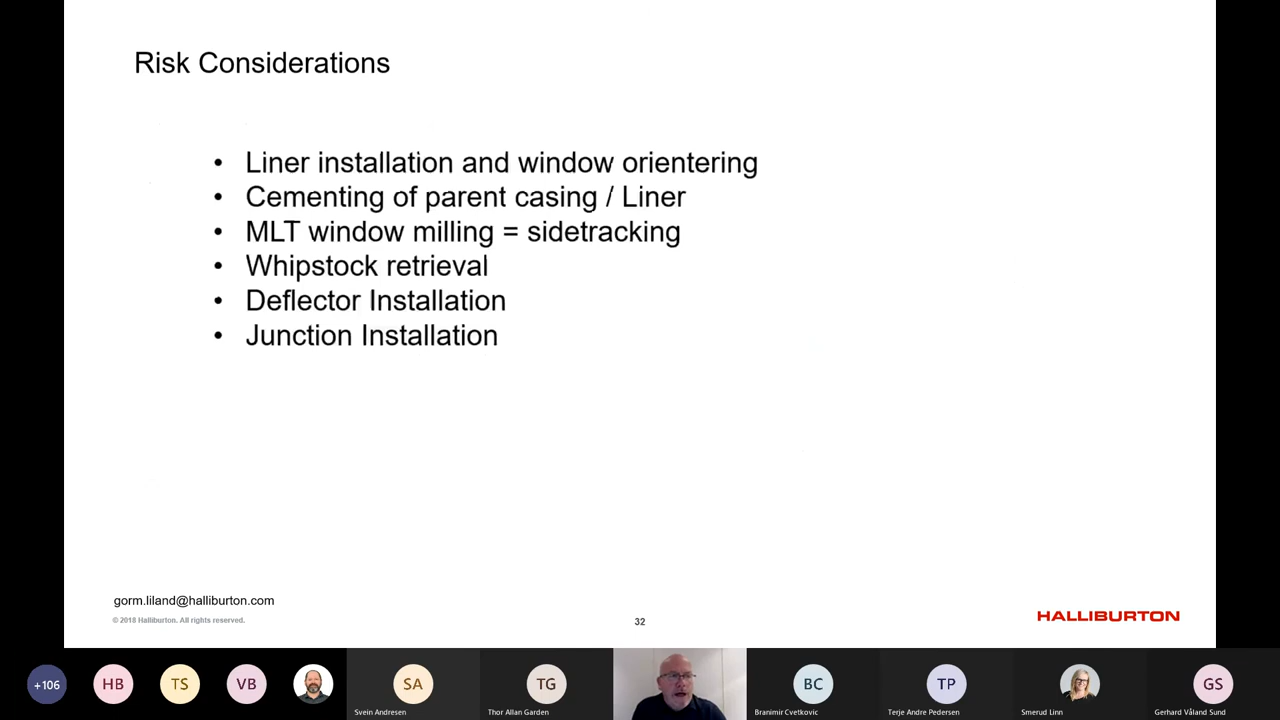 Risk Considerations
• Liner installation and window orientering
• Cementing of parent casing / Liner
• MLT window milling = sidetracking
• Whipstock retrieval
• Deflector Installation
• Junction Installation
gorm.liland@halliburton.com
© 2018 Halliburton. All rights reserved.
32
HALLIBURTON
+106
HB
TS
VB
SA
TG
BC
TP
GS
Svein Andresen
Thor Allan Garden
Branimir Cvetkovic
Terje Andre Pedersen
Smerud Linn
Gerhard Våland Sund